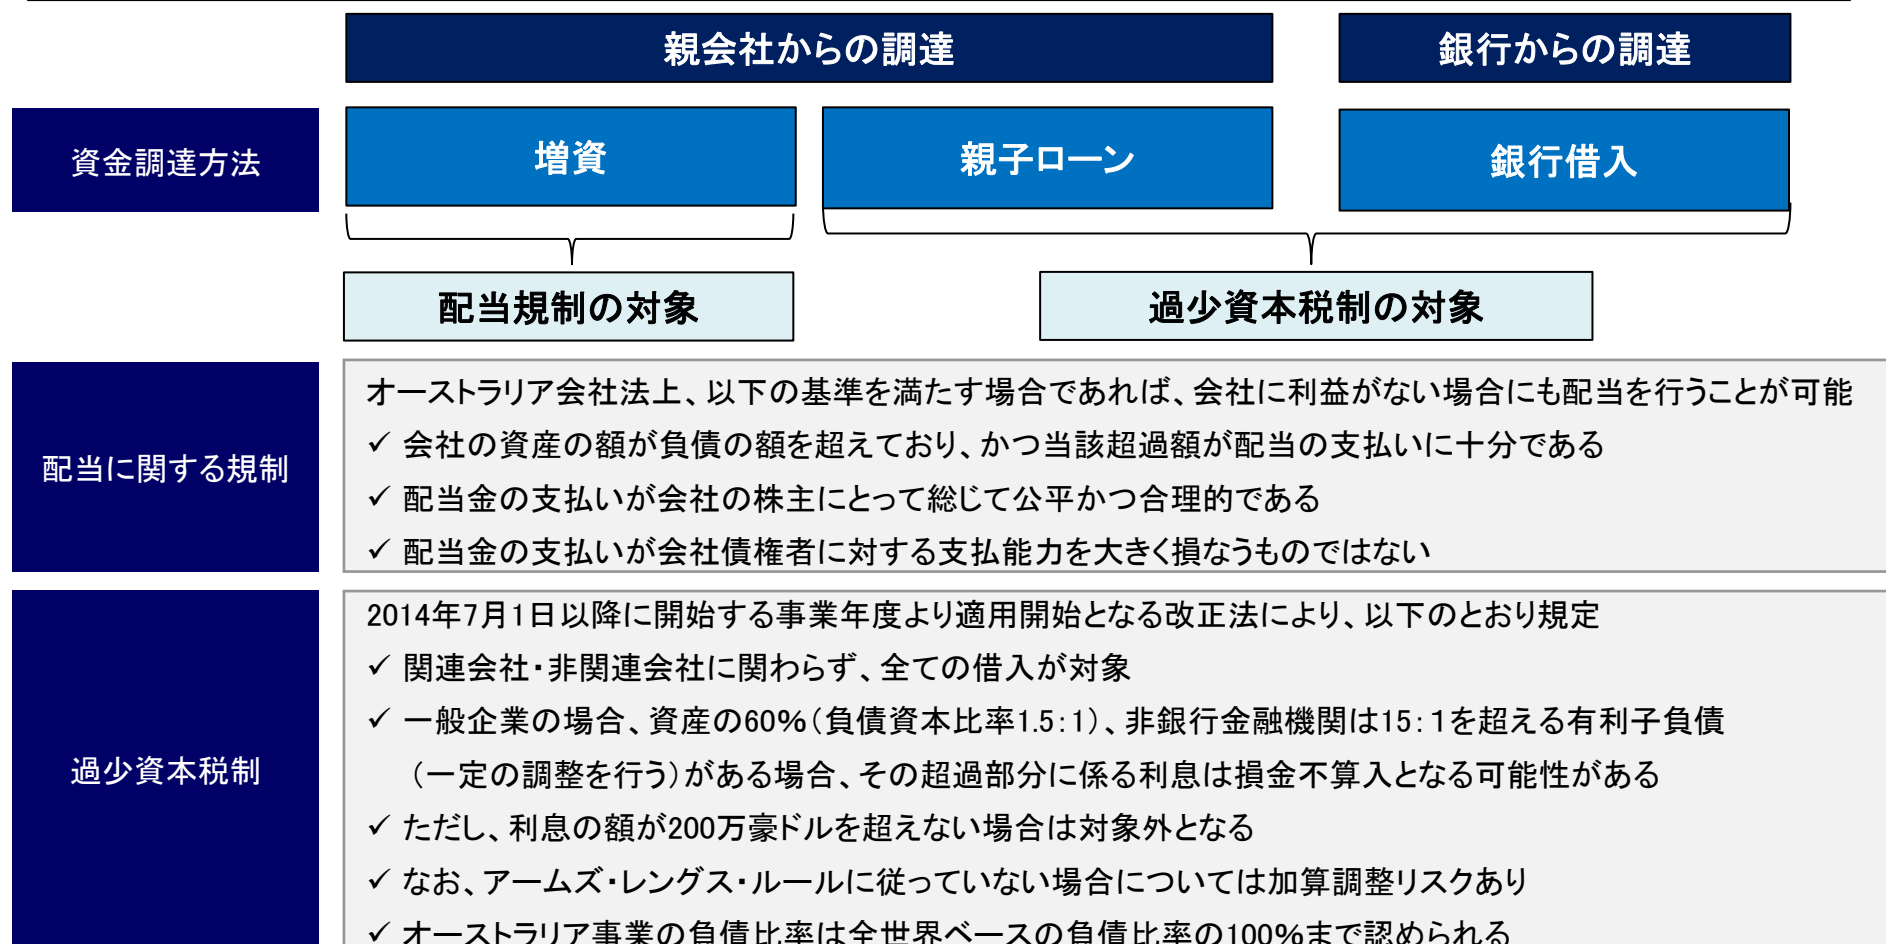 親会社からの調達
銀行からの調達
資金調達方法
増資
親子ローン
銀行借入
配当規制の対象
過少資本税制の対象
配当に関する規制
オーストラリア会社法上、以下の基準を満たす場合であれば、会社に利益がない場合にも配当を行うことが可能
✓ 会社の資産の額が負債の額を超えており、かつ当該超過額が配当の支払いに十分である
✓ 配当金の支払いが会社の株主にとって総じて公平かつ合理的である
✓ 配当金の支払いが会社債権者に対する支払能力を大きく損なうものではない
過少資本税制
2014年7月1日以降に開始する事業年度より適用開始となる改正法により、以下のとおり規定
✓ 関連会社・非関連会社に関わらず、全ての借入が対象
✓ 一般企業の場合、資産の60%（負債資本比率1.5：1）、非銀行金融機関は15：1を超える有利子負債
（一定の調整を行う）がある場合、その超過部分に係る利息は損金不算入となる可能性がある
✓ ただし、利息の額が200万豪ドルを超えない場合は対象外となる
✓ なお、アームズ・レングス・ルールに従っていない場合については加算調整リスクあり
✓ オーストラリア事業の負債比率は全世界ベースの負債比率の100%まで認められる